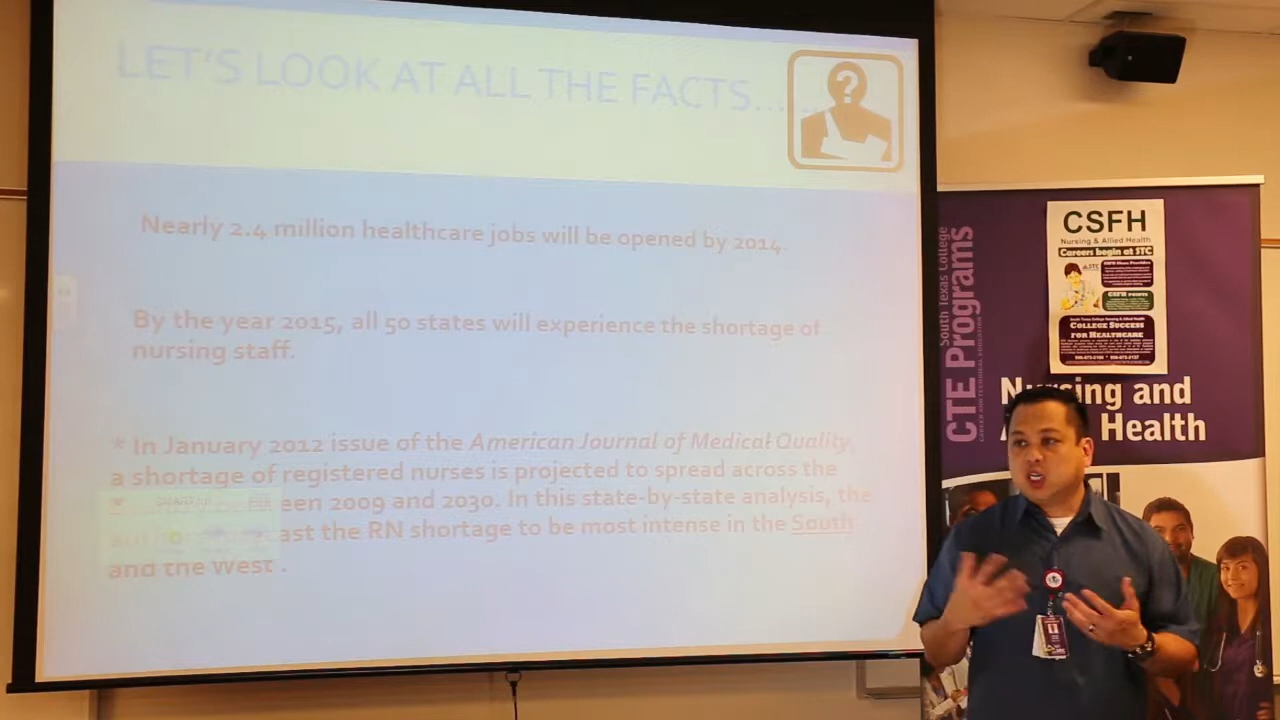 LET'S LOOK AT ALL THE FACTS......
?
Nearly 2.4 million healthcare jobs will be opened by 2014.
By the year 2015, all 50 states will experience the shortage of
nursing staff.
* In January 2012 issue of the American Journal of Medical Quality,
a shortage of registered nurses is projected to spread across the
een 2009 and 2030. In this state-by-state analysis, the
ast the RN shortage to be most intense in the South
and the West .
South Texas College
CTE Programs
CSFH
Nursing & Allied Health
Careers begin at STC
COLLEGE SUCCESS
FOR HEALTHCARE
Nursing and
Health